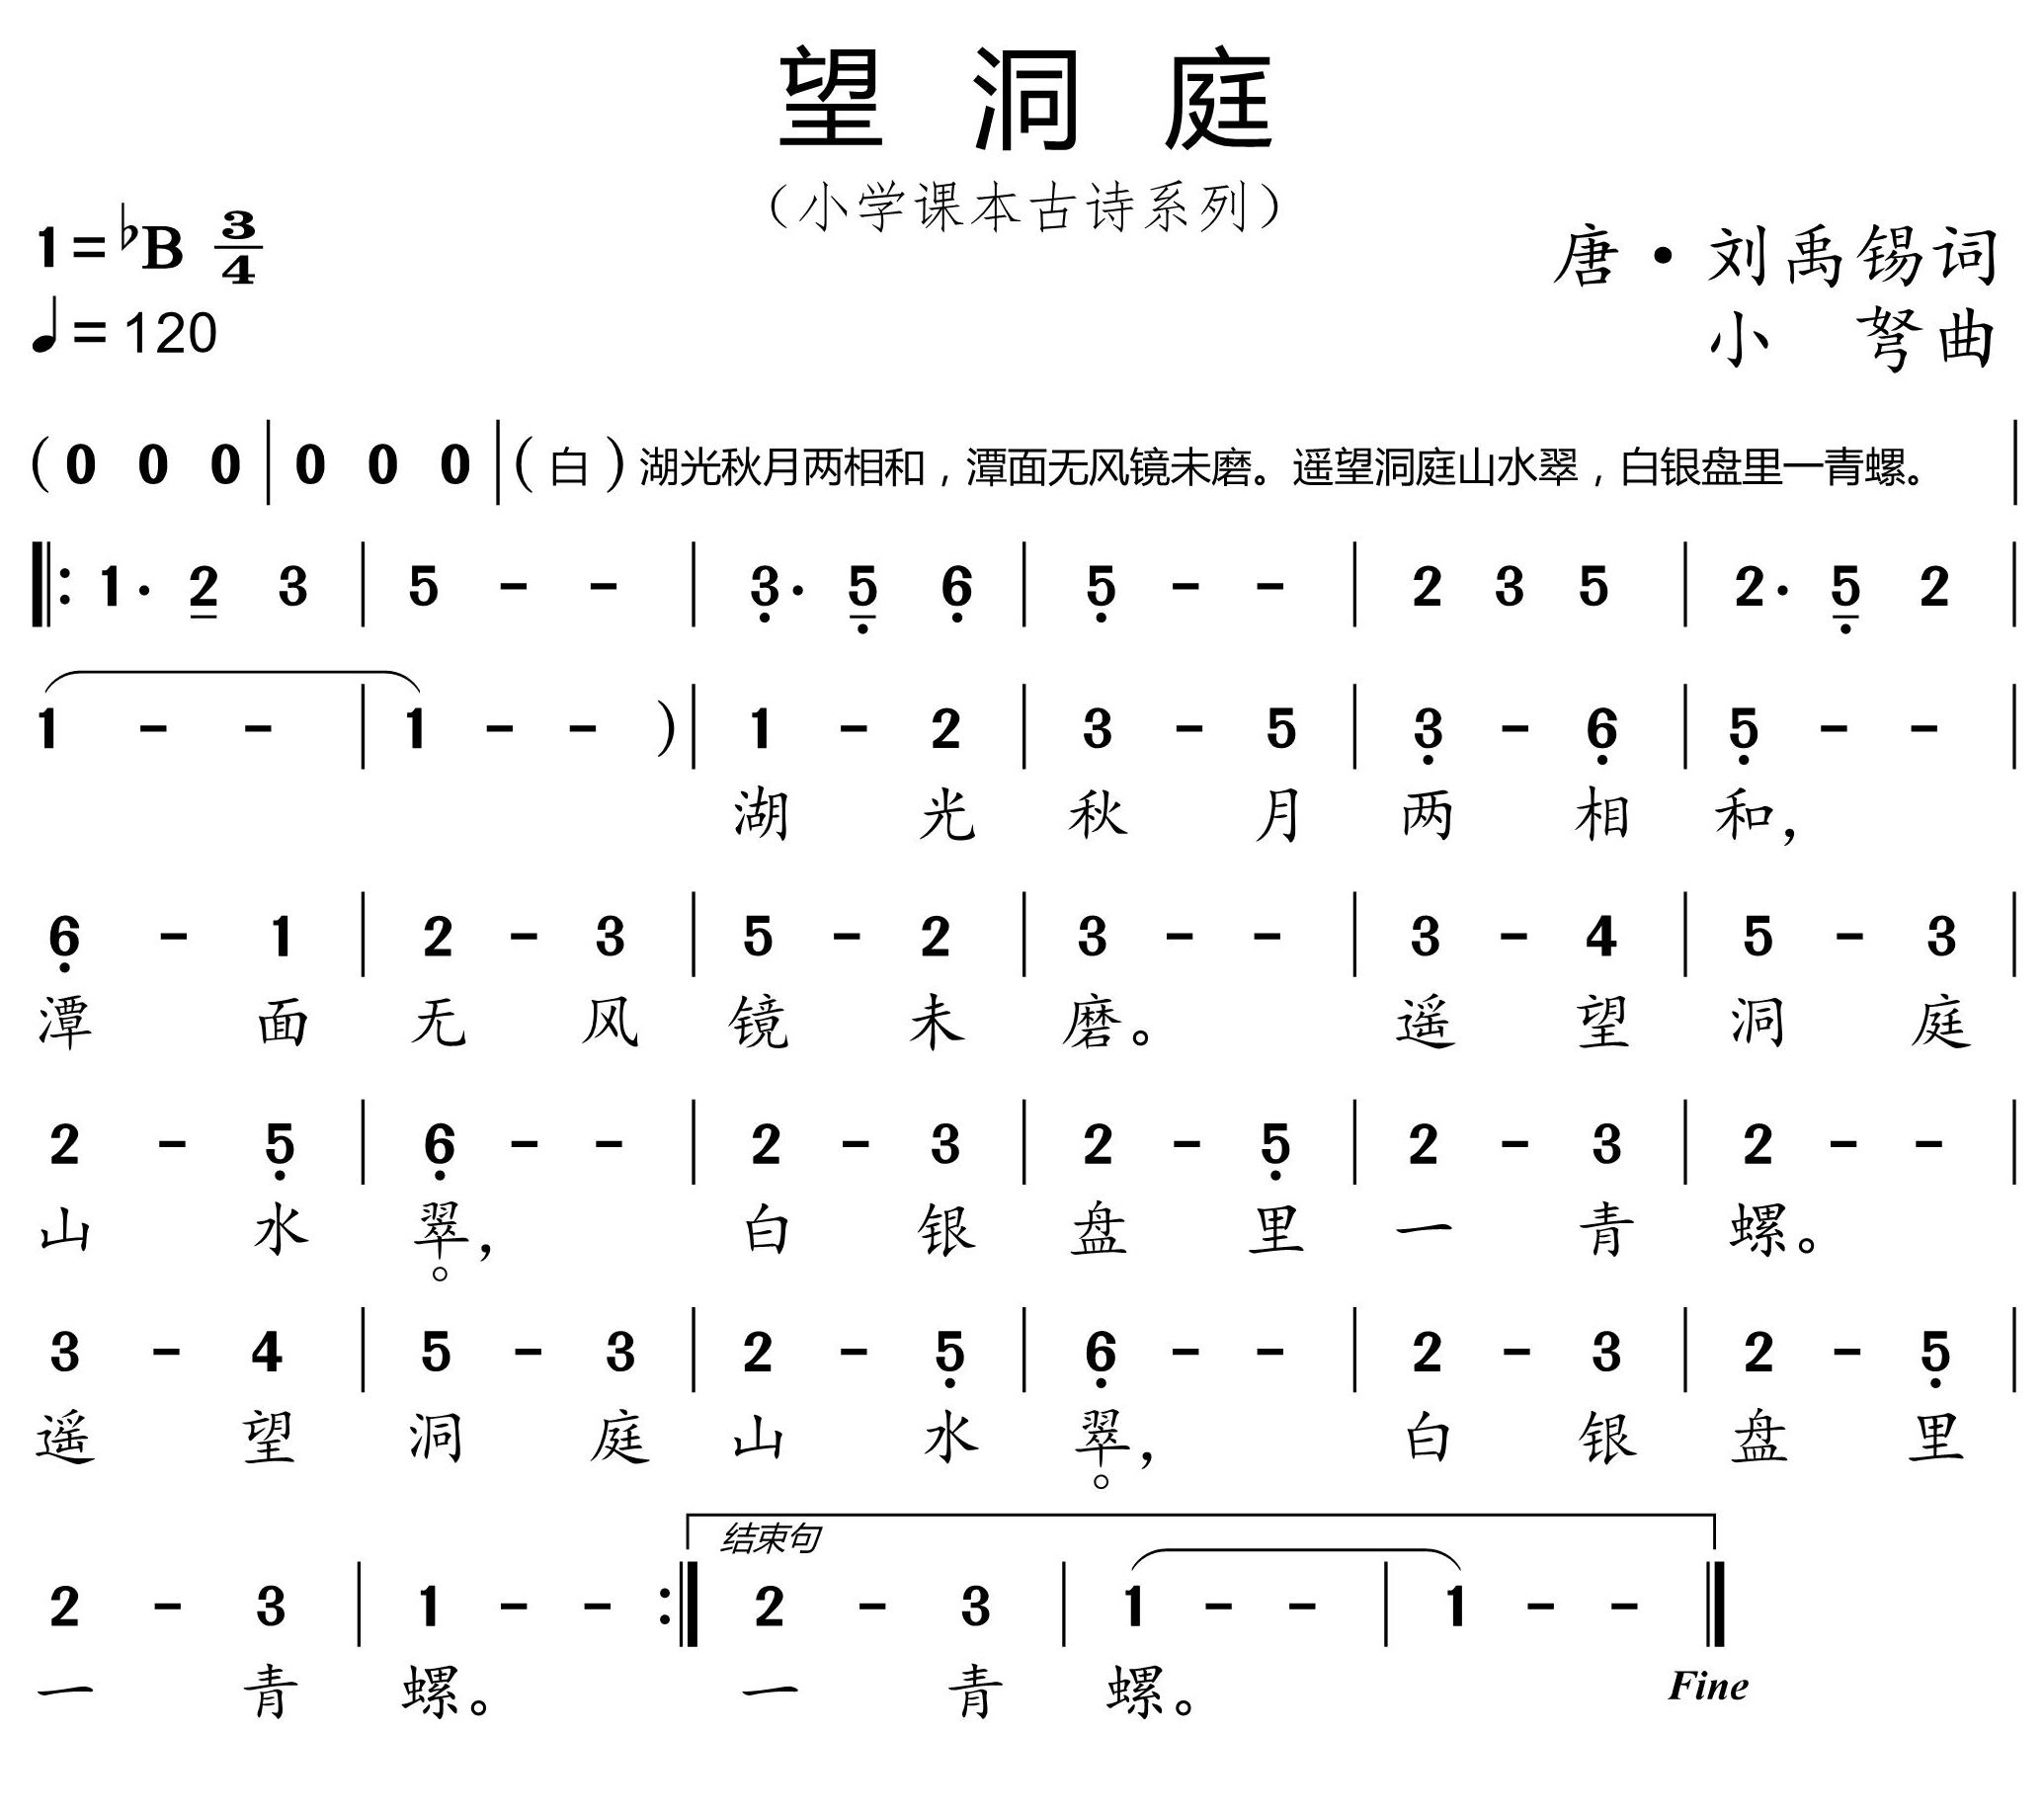 望洞庭
（小学课本古诗系列）
1=♭B 3/4
♩=120
唐·刘禹锡词
小 弩曲
(0 0 0 | 0 0 0 | (白)湖光秋月两相和，潭面无风镜未磨。遥望洞庭山水翠，白银盘里一青螺。 |
‖: 1· 2 3 | 5 - - | 3· 5 6 | 5 - - | 2 3 5 | 2· 5 2 |
1 - - | 1 - - ) | 1 - 2 | 3 - 5 | 3 - 6 | 5 - - |
湖 光 秋 月 两 相 和，
6 - 1 | 2 - 3 | 5 - 2 | 3 - - | 3 - 4 | 5 - 3 |
潭 面 无 风 镜 未 磨。 遥 望 洞 庭
2 - 5 | 6 - - | 2 - 3 | 2 - 5 | 2 - 3 | 2 - - |
山 水 翠， 白 银 盘 里 一 青 螺。
3 - 4 | 5 - 3 | 2 - 5 | 6 - - | 2 - 3 | 2 - 5 |
遥 望 洞 庭 山 水 翠， 白 银 盘 里
结束句
2 - 3 | 1 - - :‖ 2 - 3 | 1 - - | 1 - - ‖
一 青 螺。 一 青 螺。
Fine